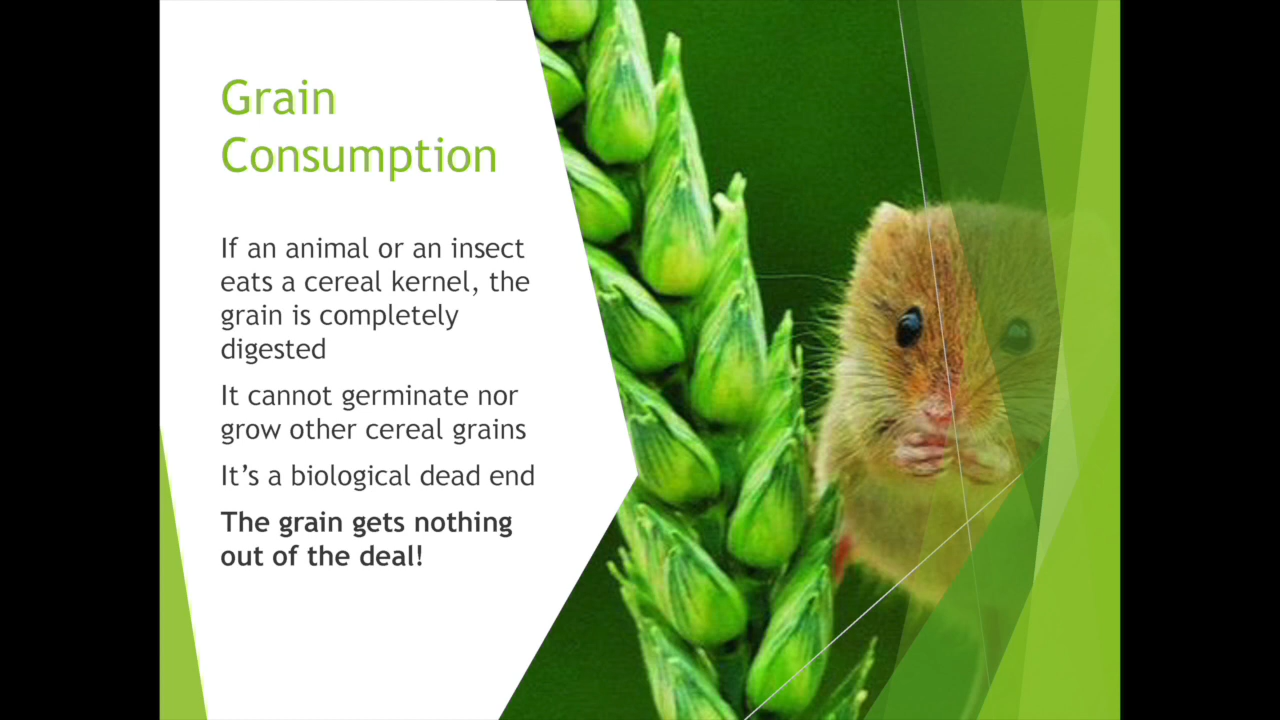 Grain
Consumption
If an animal or an insect
eats a cereal kernel, the
grain is completely
digested
It cannot germinate nor
grow other cereal grains
It’s a biological dead end
The grain gets nothing
out of the deal!